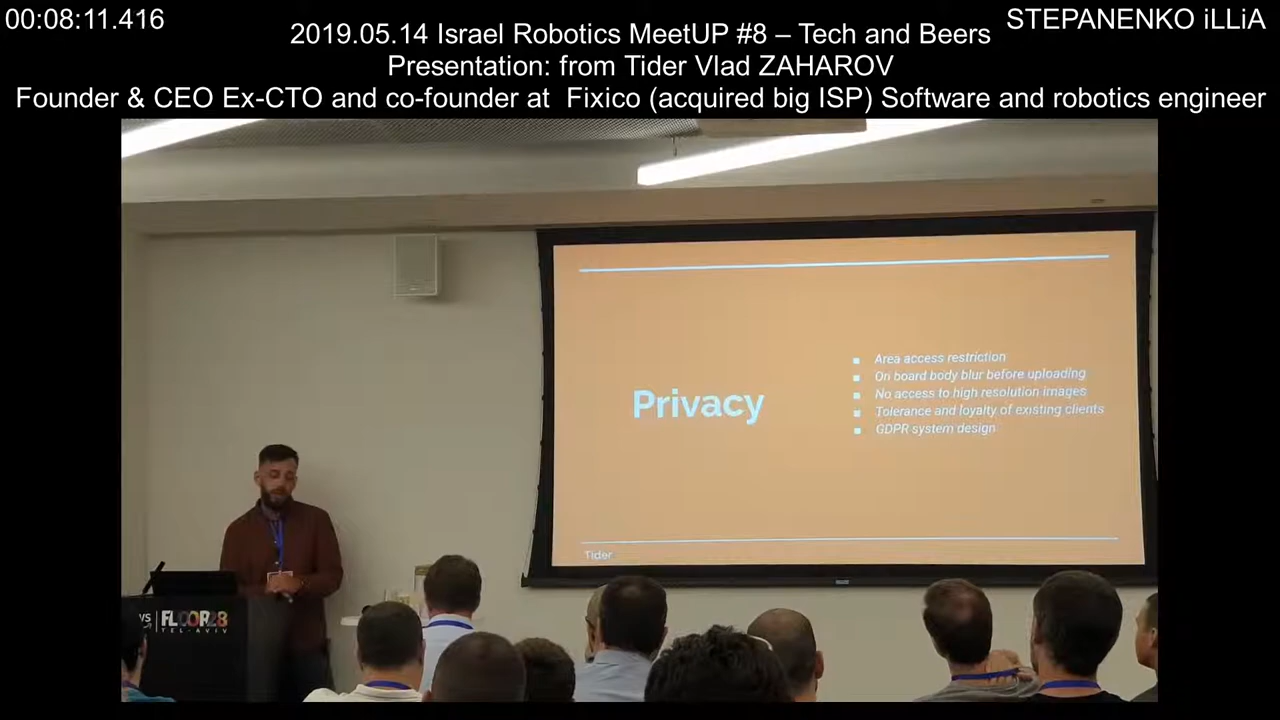 00:08:11.416
STEPANENKO iLLiA
2019.05.14 Israel Robotics MeetUP #8 – Tech and Beers
Presentation: from Tider Vlad ZAHAROV
Founder & CEO Ex-CTO and co-founder at Fixico (acquired big ISP) Software and robotics engineer
Privacy
Area access restriction
On board body blur before uploading
No access to high resolution images
Tolerance and loyalty of existing clients
GDPR system design
Tider
FLOOR28
TEL-AVIV